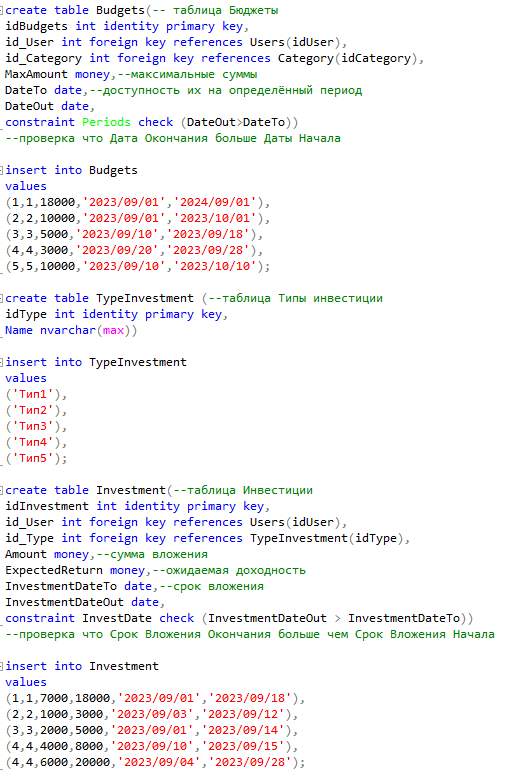 create table Budgets(-- таблица Бюджеты
idBudgets int identity primary key,
id_User int foreign key references Users(idUser),
id_Category int foreign key references Category(idCategory),
MaxAmount money,--максимальные суммы
DateTo date,--доступность их на определённый период
DateOut date,
constraint Periods check (DateOut>DateTo))
--проверка что Дата Окончания больше Даты Начала
insert into Budgets
values
(1,1,18000,'2023/09/01','2024/09/01'),
(2,2,10000,'2023/09/01','2023/10/01'),
(3,3,5000,'2023/09/10','2023/09/18'),
(4,4,3000,'2023/09/20','2023/09/28'),
(5,5,10000,'2023/09/10','2023/10/10');
create table TypeInvestment (--таблица Типы инвестиции
idType int identity primary key,
Name nvarchar(max))
insert into TypeInvestment
values
('Тип1'),
('Тип2'),
('Тип3'),
('Тип4'),
('Тип5');
create table Investment(--таблица Инвестиции
idInvestment int identity primary key,
id_User int foreign key references Users(idUser),
id_Type int foreign key references TypeInvestment(idType),
Amount money,--сумма вложения
ExpectedReturn money,--ожидаемая доходность
InvestmentDateTo date,--срок вложения
InvestmentDateOut date,
constraint InvestDate check (InvestmentDateOut > InvestmentDateTo))
--проверка что Срок Вложения Окончания больше чем Срок Вложения Начала
insert into Investment
values
(1,1,7000,18000,'2023/09/01','2023/09/18'),
(2,2,1000,3000,'2023/09/03','2023/09/12'),
(3,3,2000,5000,'2023/09/01','2023/09/14'),
(4,4,4000,8000,'2023/09/10','2023/09/15'),
(4,4,6000,20000,'2023/09/04','2023/09/28');